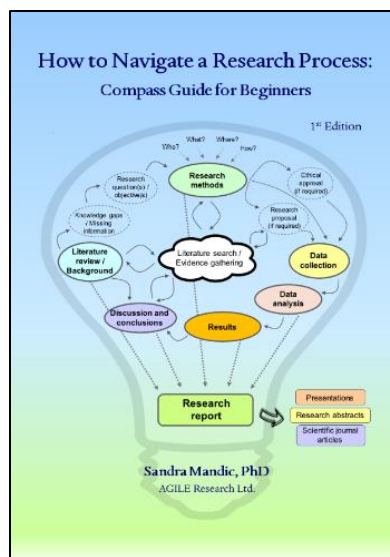 How to Navigate a Research Process:
Compass Guide for Beginners
1st Edition
What?
Where?
Who?
How?
Research
question(s) /
objective(s)
Research
methods
Ethical
approval
(if required)
Knowledge gaps
/ Missing
information
Research
proposal
(if required)
Literature
review /
Background
Literature search /
Evidence gathering
Data
collection
Data
analysis
Discussion and
conclusions
Results
Research
report
Presentations
Research abstracts
Scientific journal
articles
Sandra Mandic, PhD
AGILE Research Ltd.